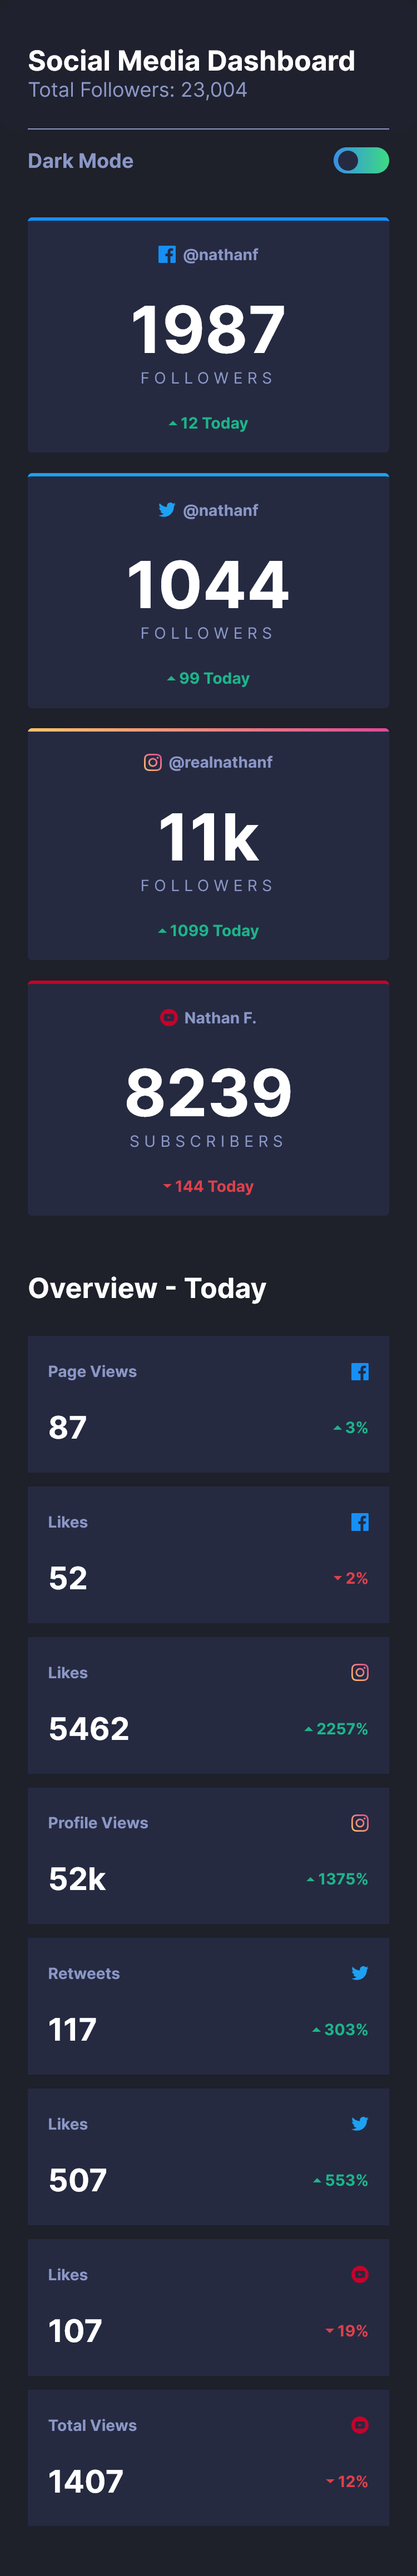 Social Media Dashboard
Total Followers: 23,004
Dark Mode
@nathanf
1987
FOLLOWERS
12 Today
@nathanf
1044
FOLLOWERS
99 Today
@realnathanf
11k
FOLLOWERS
1099 Today
Nathan F.
8239
SUBSCRIBERS
144 Today
Overview - Today
Page Views
87
3%
Likes
52
2%
Likes
5462
2257%
Profile Views
52k
1375%
Retweets
117
303%
Likes
507
553%
Likes
107
19%
Total Views
1407
12%